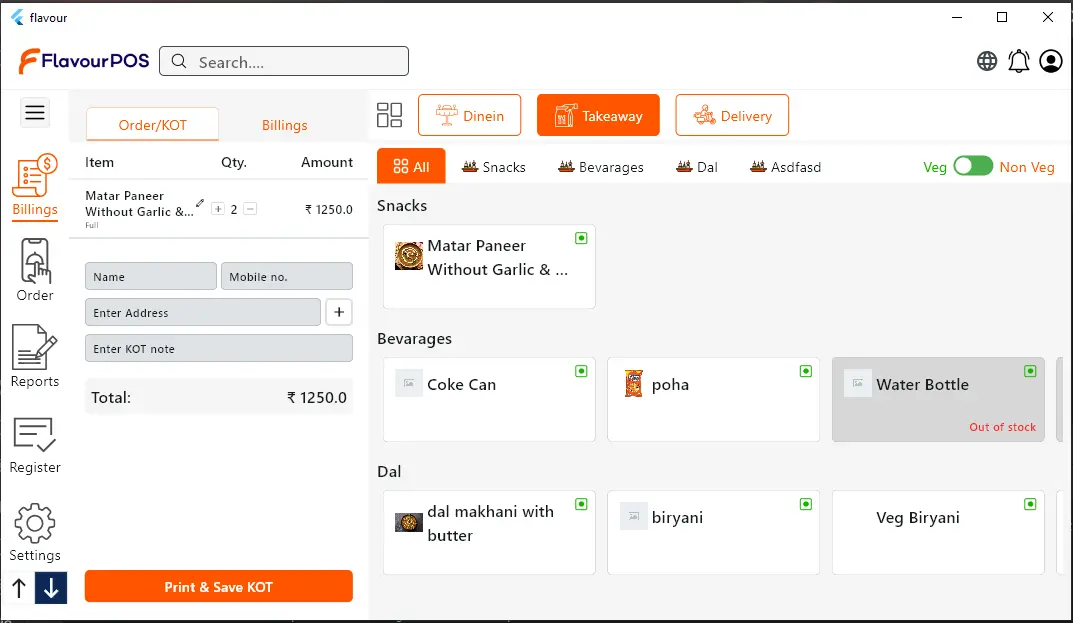 flavour
FlavourPOS
Search....
Order/KOT
Billings
Dinein
Takeaway
Delivery
Item Qty. Amount
All
Snacks
Bevarages
Dal
Asdfasd
Veg
Non Veg
Billings
Order
Reports
Register
Settings
Matar Paneer
Without Garlic &...
Full
+ 2 −
₹ 1250.0
Name
Mobile no.
Enter Address
+
Enter KOT note
Total: ₹ 1250.0
Print & Save KOT
Snacks
Matar Paneer
Without Garlic & ...
Bevarages
Coke Can
poha
Water Bottle
Out of stock
Dal
dal makhani with
butter
biryani
Veg Biryani